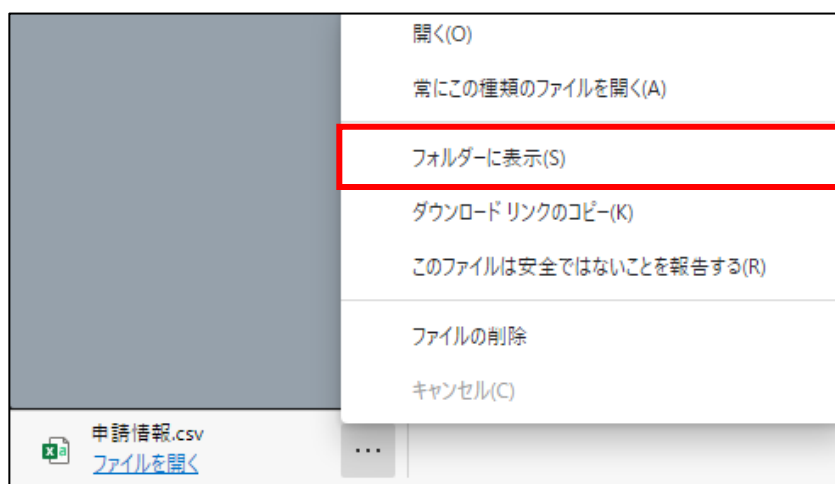 開く(O)
常にこの種類のファイルを開く(A)
フォルダーに表示(S)
ダウンロード リンクのコピー(K)
このファイルは安全ではないことを報告する(R)
ファイルの削除
キャンセル(C)
申請情報.csv
ファイルを開く
…